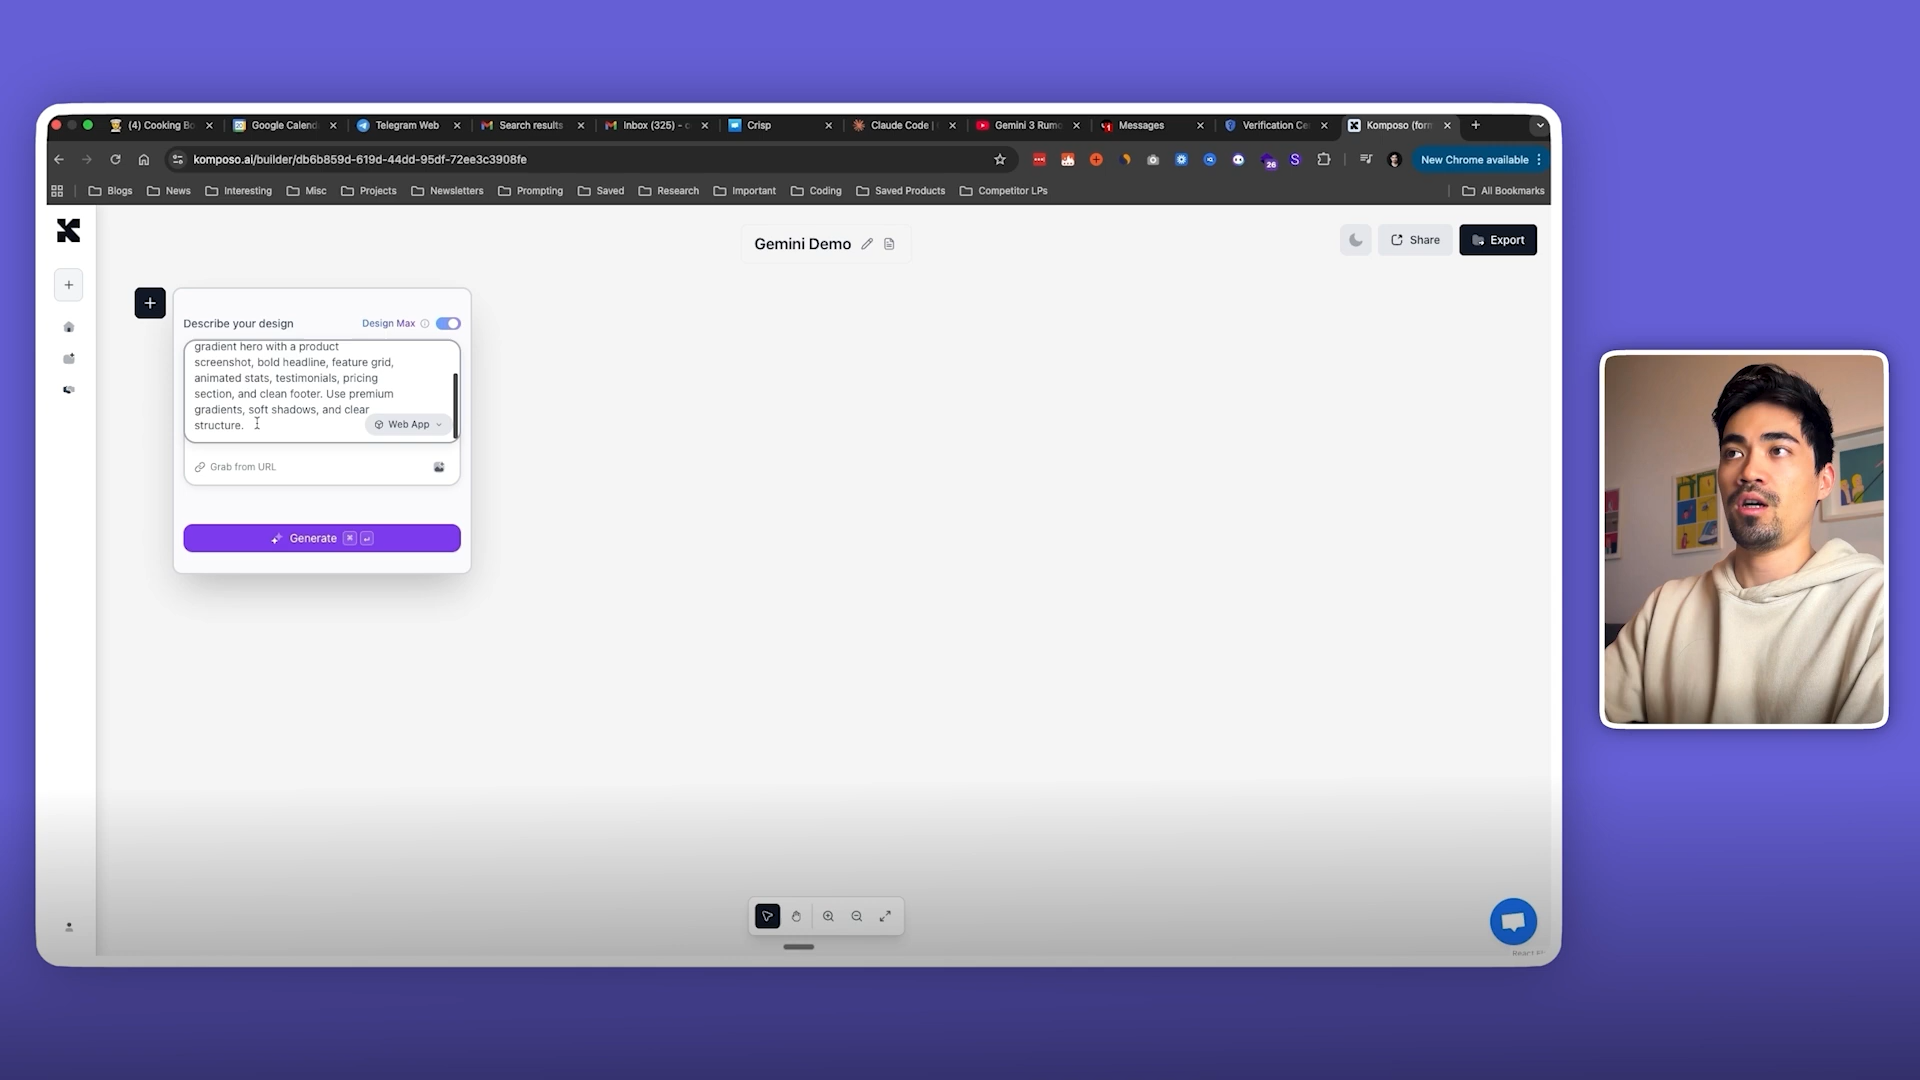 (4) Cooking Bo
Google Calend
Telegram Web
Search results
Inbox (325) - c
Crisp
Claude Code |
Gemini 3 Rumo
Messages
Verification Ce
Komposo (form
komposo.ai/builder/db6b859d-619d-44dd-95df-72ee3c3908fe
26
S
New Chrome available
Blogs
News
Interesting
Misc
Projects
Newsletters
Prompting
Saved
Research
Important
Coding
Saved Products
Competitor LPs
All Bookmarks
Gemini Demo
Share
Export
Describe your design
Design Max
gradient hero with a product
screenshot, bold headline, feature grid,
animated stats, testimonials, pricing
section, and clean footer. Use premium
gradients, soft shadows, and clear
structure.
Web App
Grab from URL
Generate ⌘ ↵